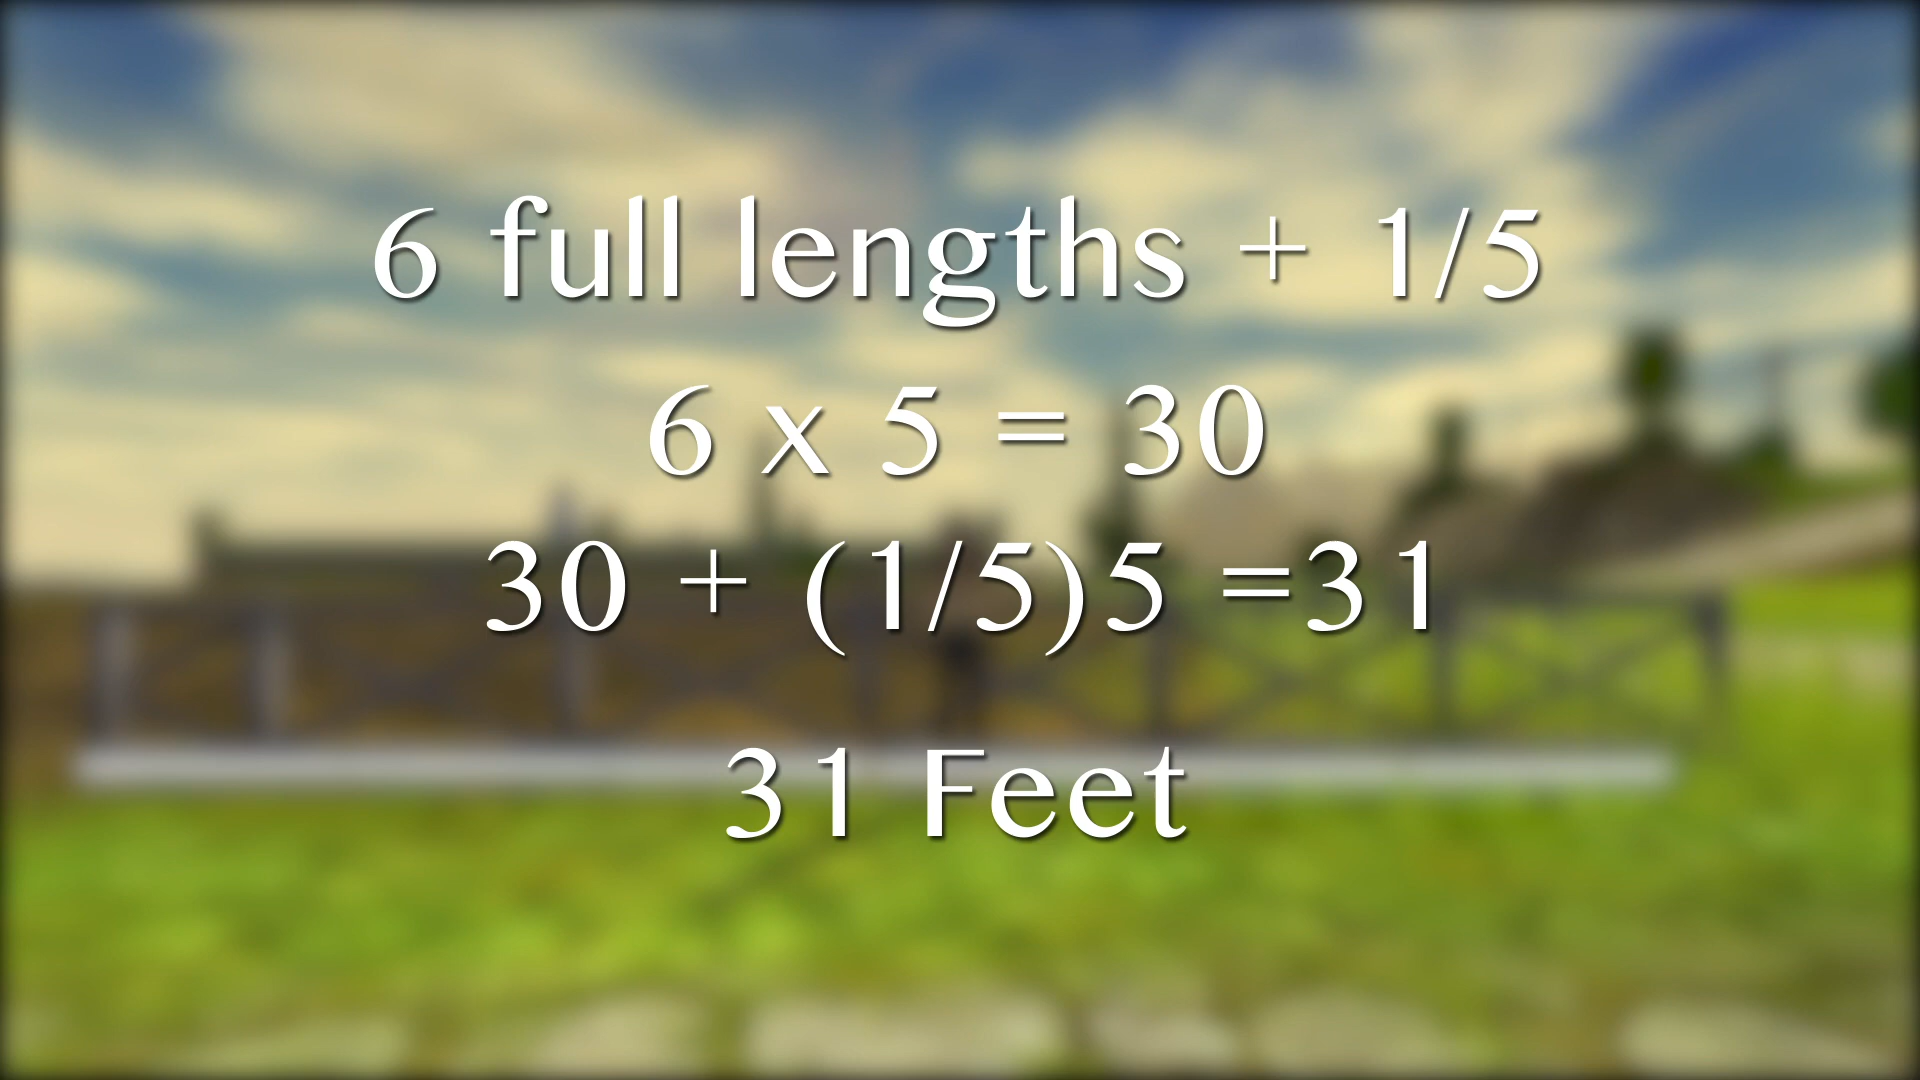 6 full lengths + 1/5
6 x 5 = 30
30 + (1/5)5 =31
31 Feet